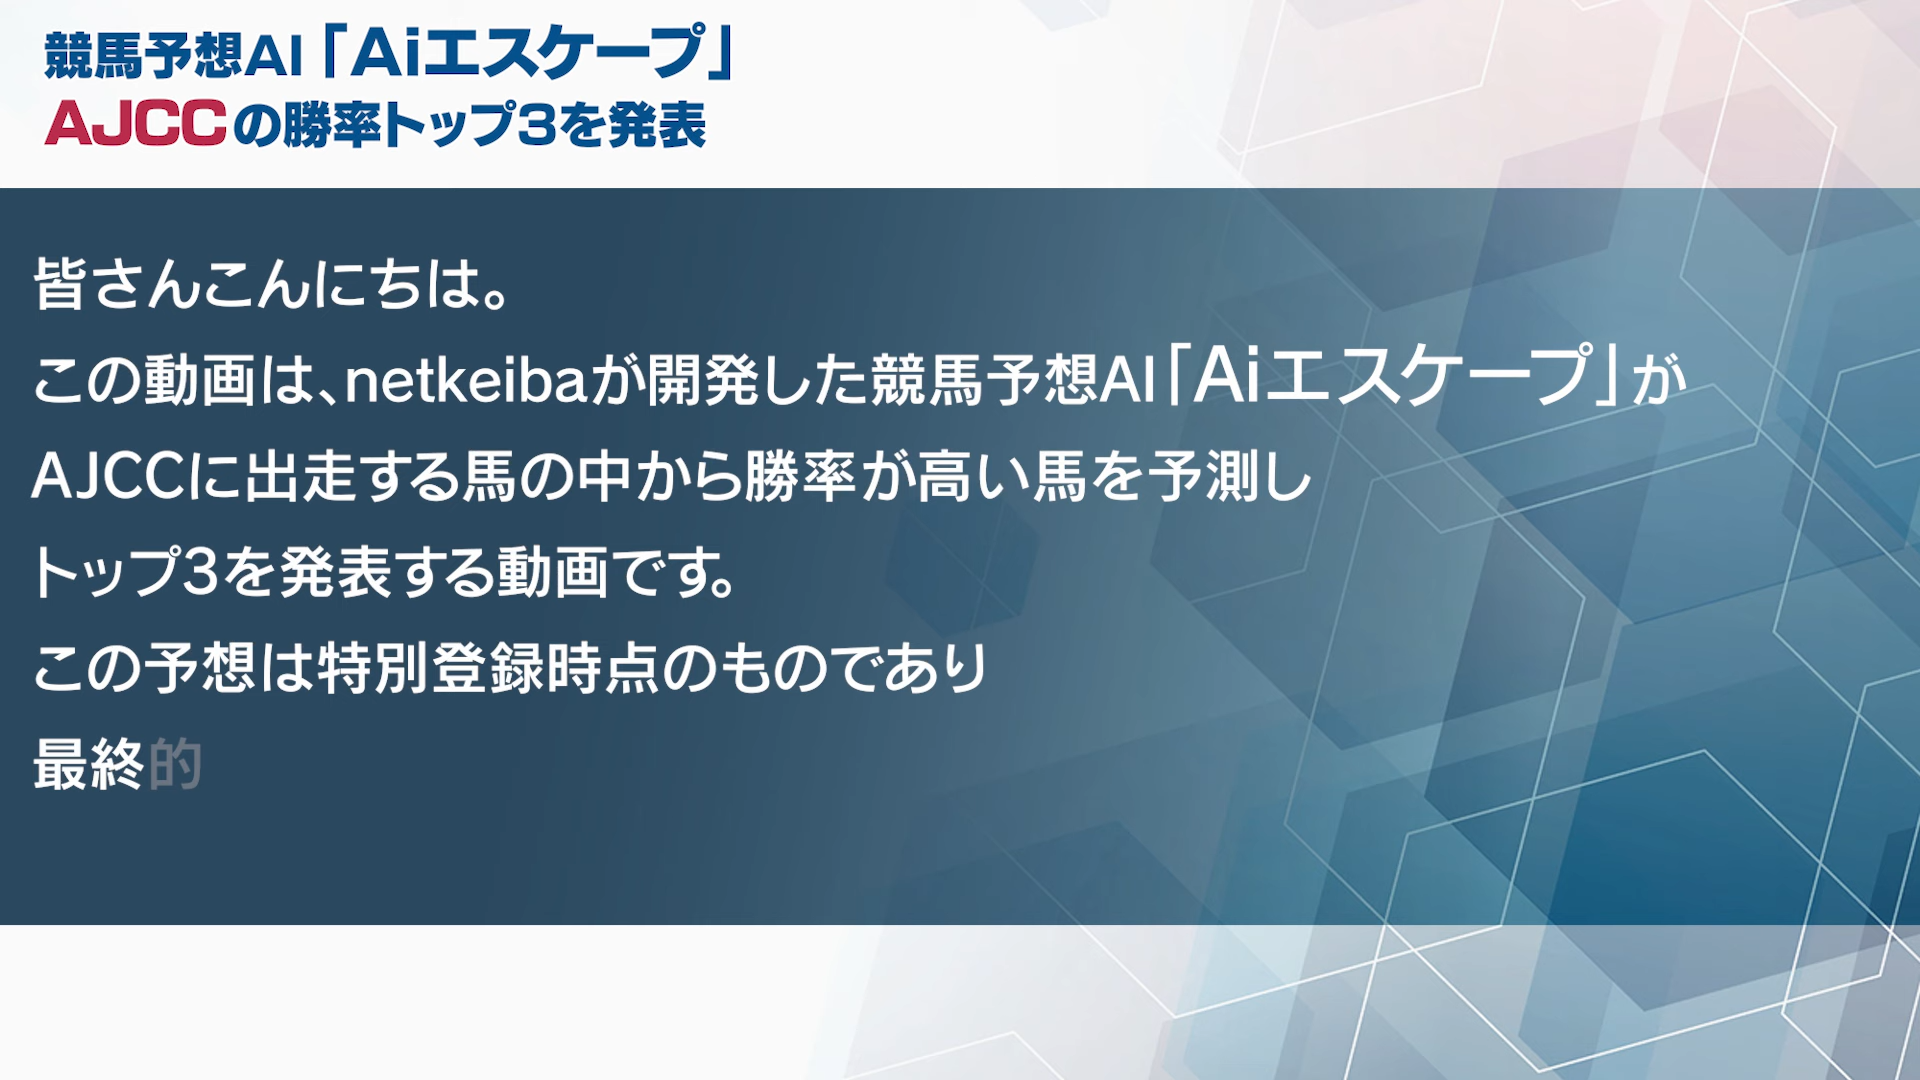 競馬予想AI「Aiエスケープ」
AJCCの勝率トップ3を発表
皆さんこんにちは。
この動画は、netkeibaが開発した競馬予想AI「Aiエスケープ」が
AJCCに出走する馬の中から勝率が高い馬を予測し
トップ3を発表する動画です。
この予想は特別登録時点のものであり
最終的